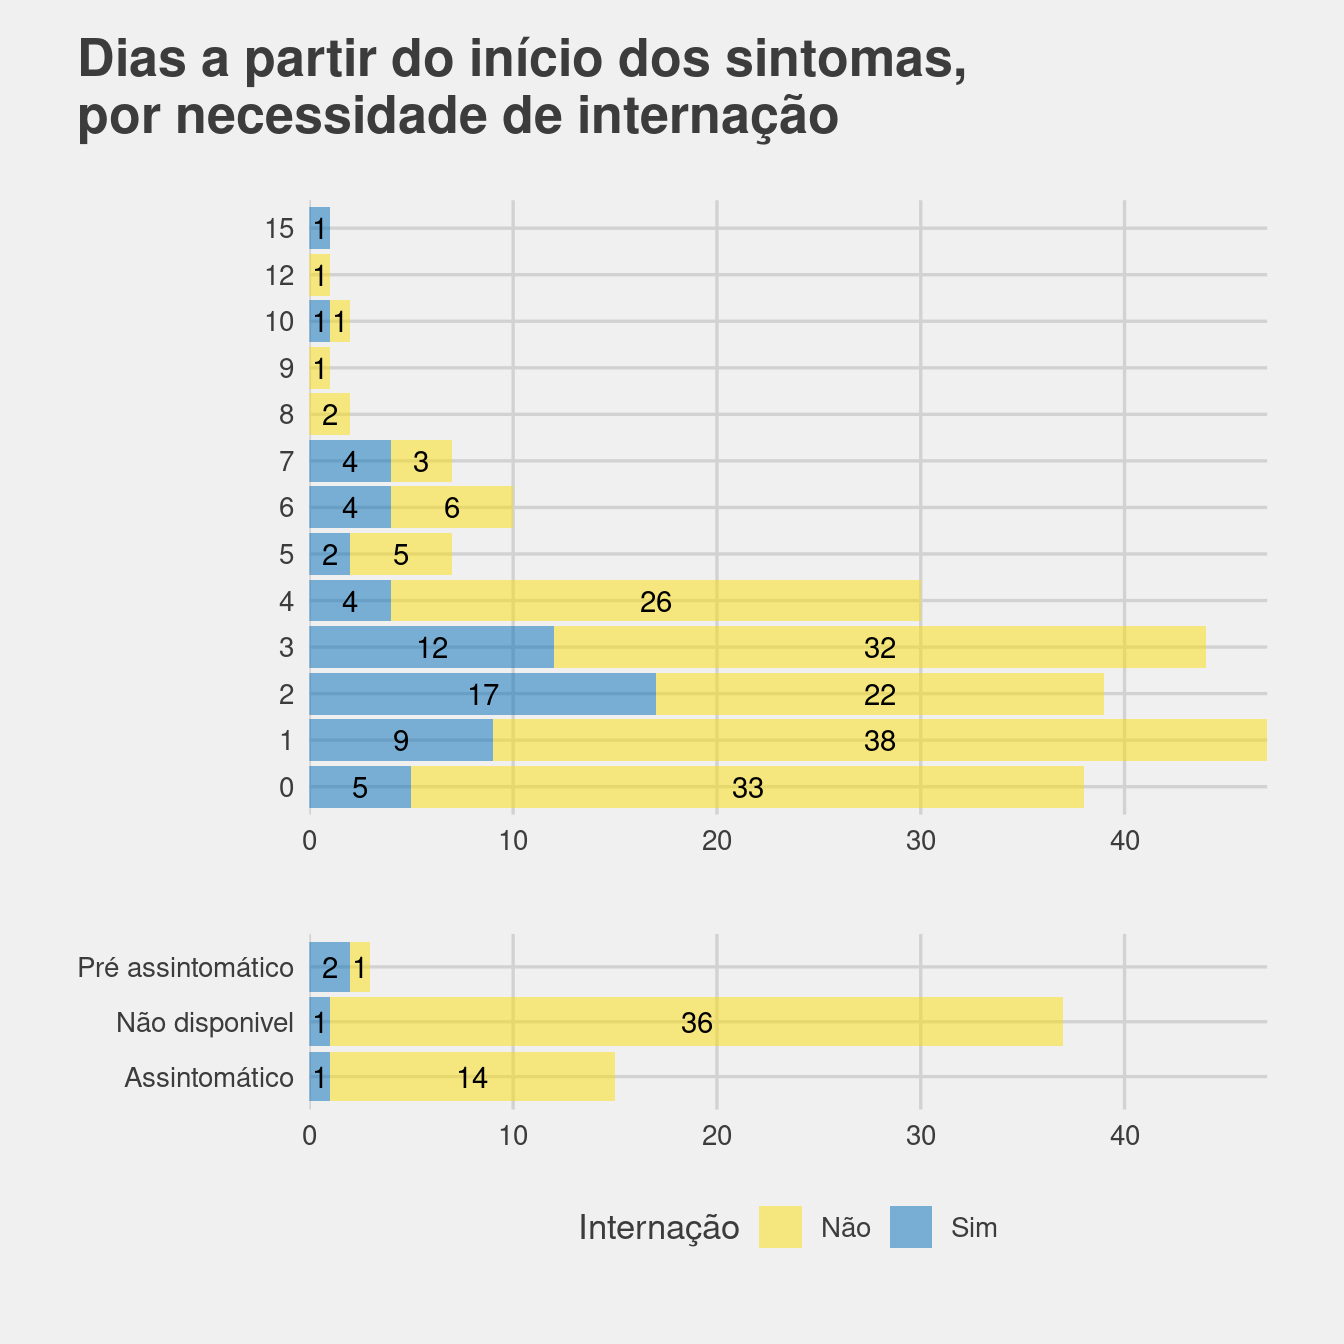 Dias a partir do início dos sintomas,
por necessidade de internação
15 1
12 1
10 1 1
9 1
8 2
7 4 3
6 4 6
5 2 5
4 4 26
3 12 32
2 17 22
1 9 38
0 5 33
0 10 20 30 40
Pré assintomático 2 1
Não disponivel 1 36
Assintomático 1 14
0 10 20 30 40
Internação Não Sim